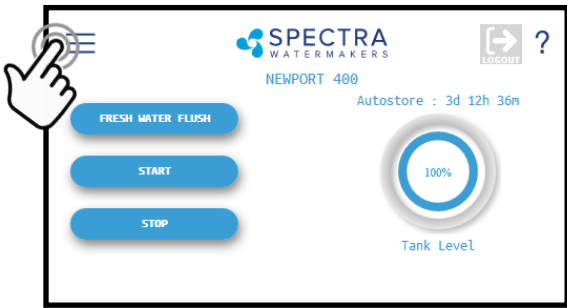 SPECTRA
WATERMAKERS
LOGOUT
?
NEWPORT 400
Autostore : 3d 12h 36m
FRESH WATER FLUSH
START
100%
STOP
Tank Level